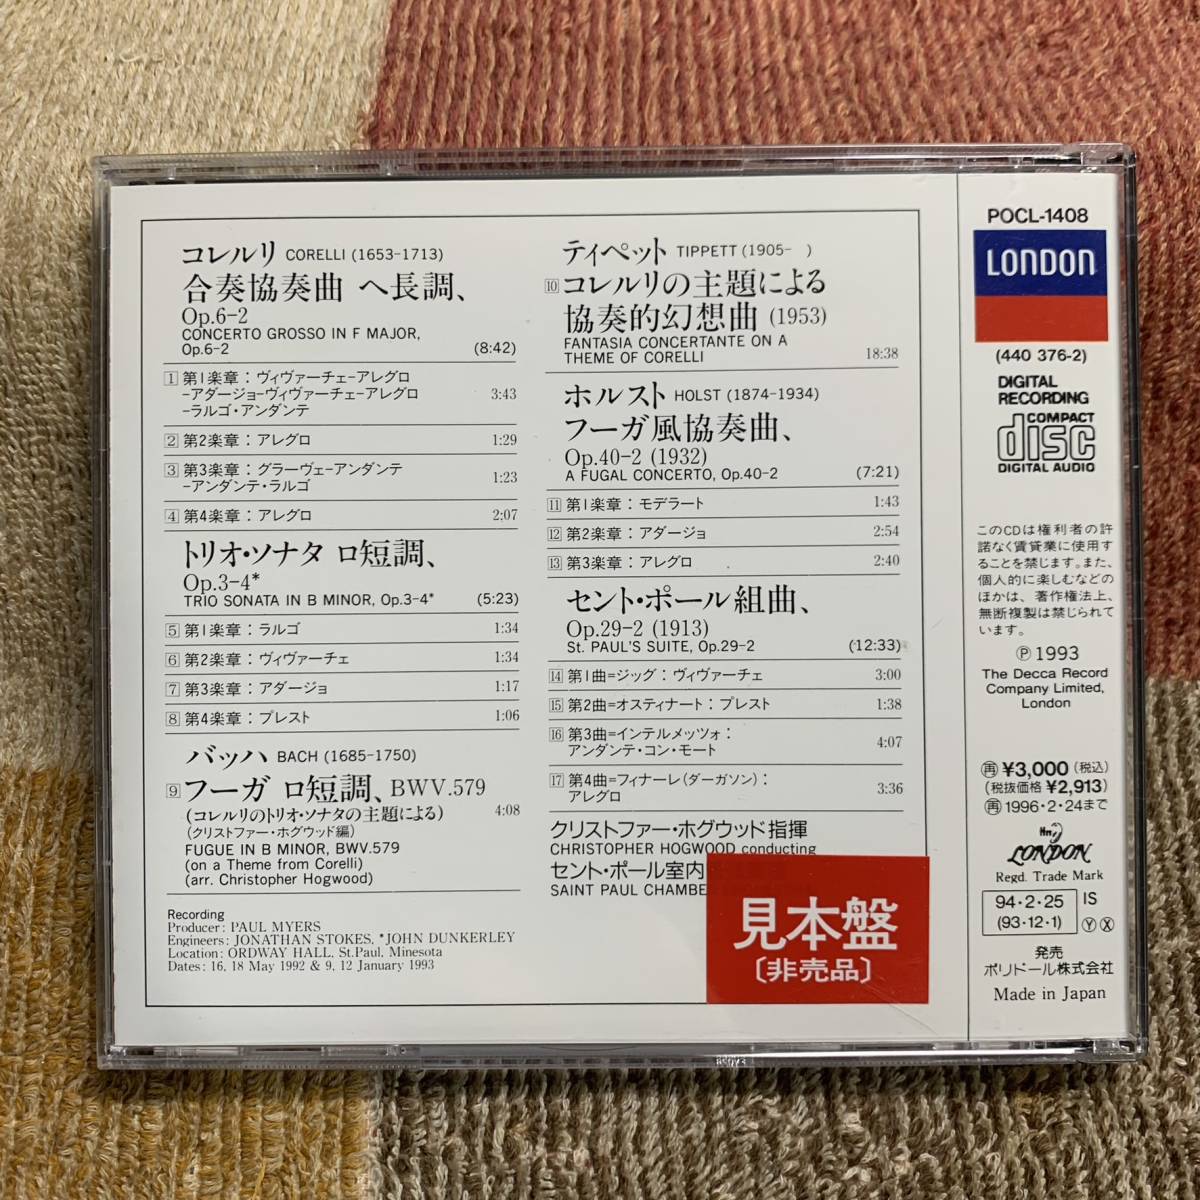 コレルリ CORELLI (1653-1713)
合奏協奏曲 ヘ長調、
Op.6-2
CONCERTO GROSSO IN F MAJOR,
Op.6-2 (8:42)
1 第1楽章：ヴィヴァーチェ-アレグロ
-アダージョ-ヴィヴァーチェ-アレグロ
-ラルゴ・アンダンテ 3:43
2 第2楽章：アレグロ 1:29
3 第3楽章：グラーヴェ-アンダンテ
-アンダンテ・ラルゴ 1:23
4 第4楽章：アレグロ 2:07
トリオ・ソナタ ロ短調、
Op.3-4*
TRIO SONATA IN B MINOR, Op.3-4* (5:23)
5 第1楽章：ラルゴ 1:34
6 第2楽章：ヴィヴァーチェ 1:34
7 第3楽章：アダージョ 1:17
8 第4楽章：プレスト 1:06
バッハ BACH (1685-1750)
9 フーガ ロ短調、BWV.579
(コレルリのトリオ・ソナタの主題による) 4:08
(クリストファー・ホグウッド編)
FUGUE IN B MINOR, BWV.579
(on a Theme from Corelli)
(arr. Christopher Hogwood)
Recording
Producer: PAUL MYERS
Engineers: JONATHAN STOKES, *JOHN DUNKERLEY
Location: ORDWAY HALL, St.Paul, Minesota
Dates: 16, 18 May 1992 & 9, 12 January 1993
ティペット TIPPETT (1905- )
10 コレルリの主題による
協奏的幻想曲 (1953)
FANTASIA CONCERTANTE ON A
THEME OF CORELLI 18:38
ホルスト HOLST (1874-1934)
フーガ風協奏曲、
Op.40-2 (1932)
A FUGAL CONCERTO, Op.40-2 (7:21)
11 第1楽章：モデラート 1:43
12 第2楽章：アダージョ 2:54
13 第3楽章：アレグロ 2:40
セント・ポール組曲、
Op.29-2 (1913)
St. PAUL'S SUITE, Op.29-2 (12:33)
14 第1曲=ジッグ：ヴィヴァーチェ 3:00
15 第2曲=オスティナート：プレスト 1:38
16 第3曲=インテルメッツォ：
アンダンテ・コン・モート 4:07
17 第4曲=フィナーレ(ダーガソン)：
アレグロ 3:36
クリストファー・ホグウッド指揮
CHRISTOPHER HOGWOOD conducting
セント・ポール室内
SAINT PAUL CHAMBE
見本盤
〔非売品〕
POCL-1408
LONDON
(440 376-2)
DIGITAL
RECORDING
COMPACT
disc
DIGITAL AUDIO
このCDは権利者の許
諾なく賃貸業に使用す
ることを禁じます。また、
個人的に楽しむなどの
ほかは、著作権法上、
無断複製は禁じられて
います。
Ⓟ 1993
The Decca Record
Company Limited,
London
再 ¥3,000 (税込)
(税抜価格 ¥2,913)
再 1996・2・24まで
LONDON
Regd. Trade Mark
94・2・25 IS
(93・12・1) Ⓨ Ⓧ
発売
ポリドール株式会社
Made in Japan